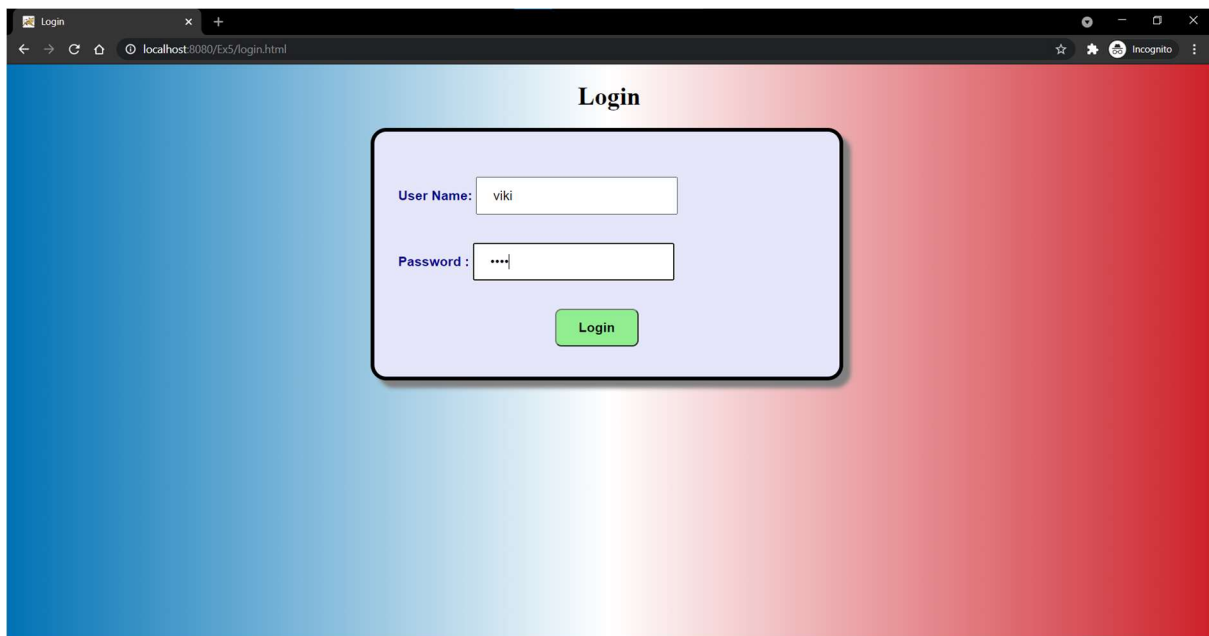 Login
localhost:8080/Ex5/login.html
Incognito
Login
User Name: viki
Password : ••••
Login